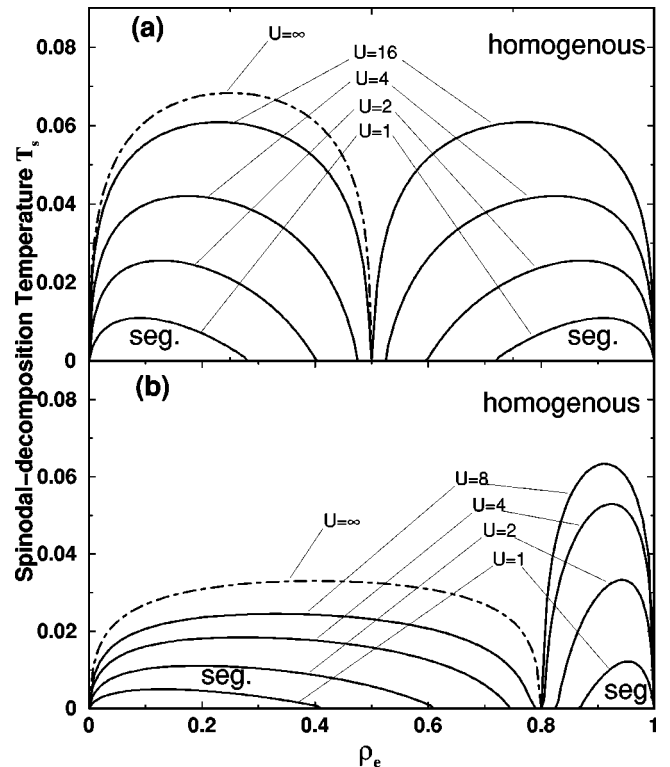 (a)
U=∞
homogenous
U=16
U=4
U=2
U=1
0.08
0.06
0.04
0.02
0
seg.
seg.
Spinodal-decomposition Temperature T_s
(b)
homogenous
U=8
U=4
U=2
U=1
U=∞
0.08
0.06
0.04
0.02
0
seg.
seg.
0
0.2
0.4
0.6
0.8
1
ρ_e